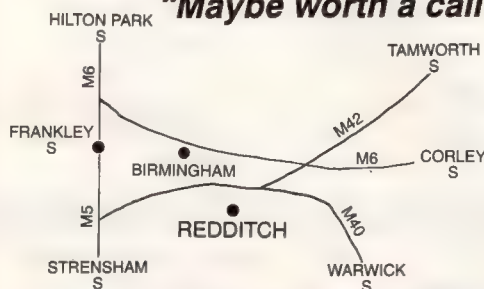 "Maybe worth a call
HILTON PARK
S
TAMWORTH
S
M6
M42
FRANKLEY
S
BIRMINGHAM
M6
CORLEY
S
M5
REDDITCH
M40
STRENSHAM
S
WARWICK
S